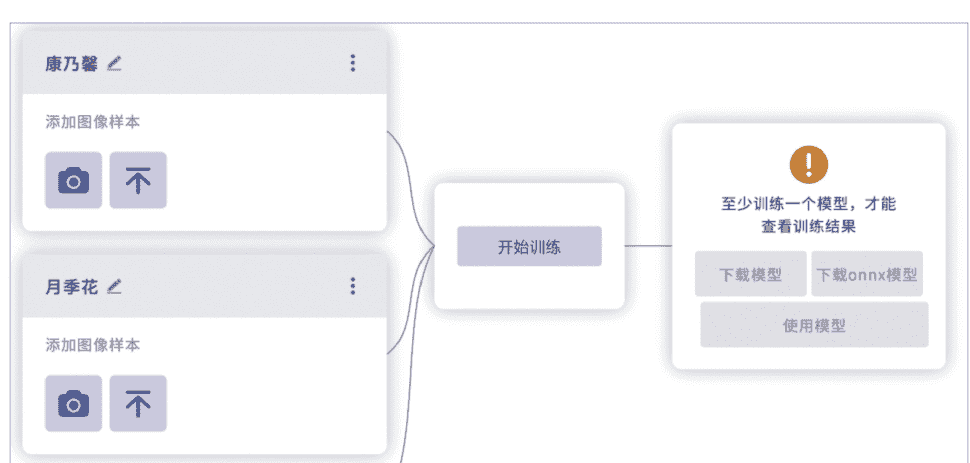 康乃馨
添加图像样本
月季花
添加图像样本
开始训练
至少训练一个模型，才能
查看训练结果
下载模型
下载onnx模型
使用模型